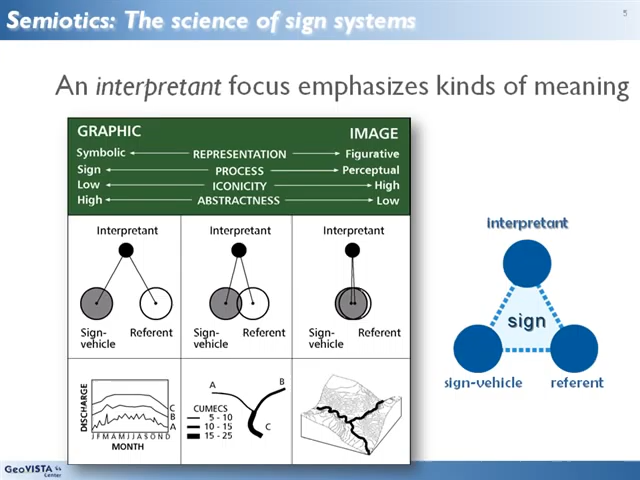 Semiotics: The science of sign systems
5
An interpretant focus emphasizes kinds of meaning
GRAPHIC IMAGE
Symbolic REPRESENTATION Figurative
Sign PROCESS Perceptual
Low ICONICITY High
High ABSTRACTNESS Low
Interpretant Interpretant Interpretant
Sign-vehicle Referent
Sign-vehicle Referent
Sign-vehicle Referent
DISCHARGE
C
B
A
J F M A M J J A S O N D
MONTH
A
B
C
CUMECS
5 - 10
10 - 15
15 - 25
interpretant
sign
sign-vehicle referent
GeoVISTA
Center